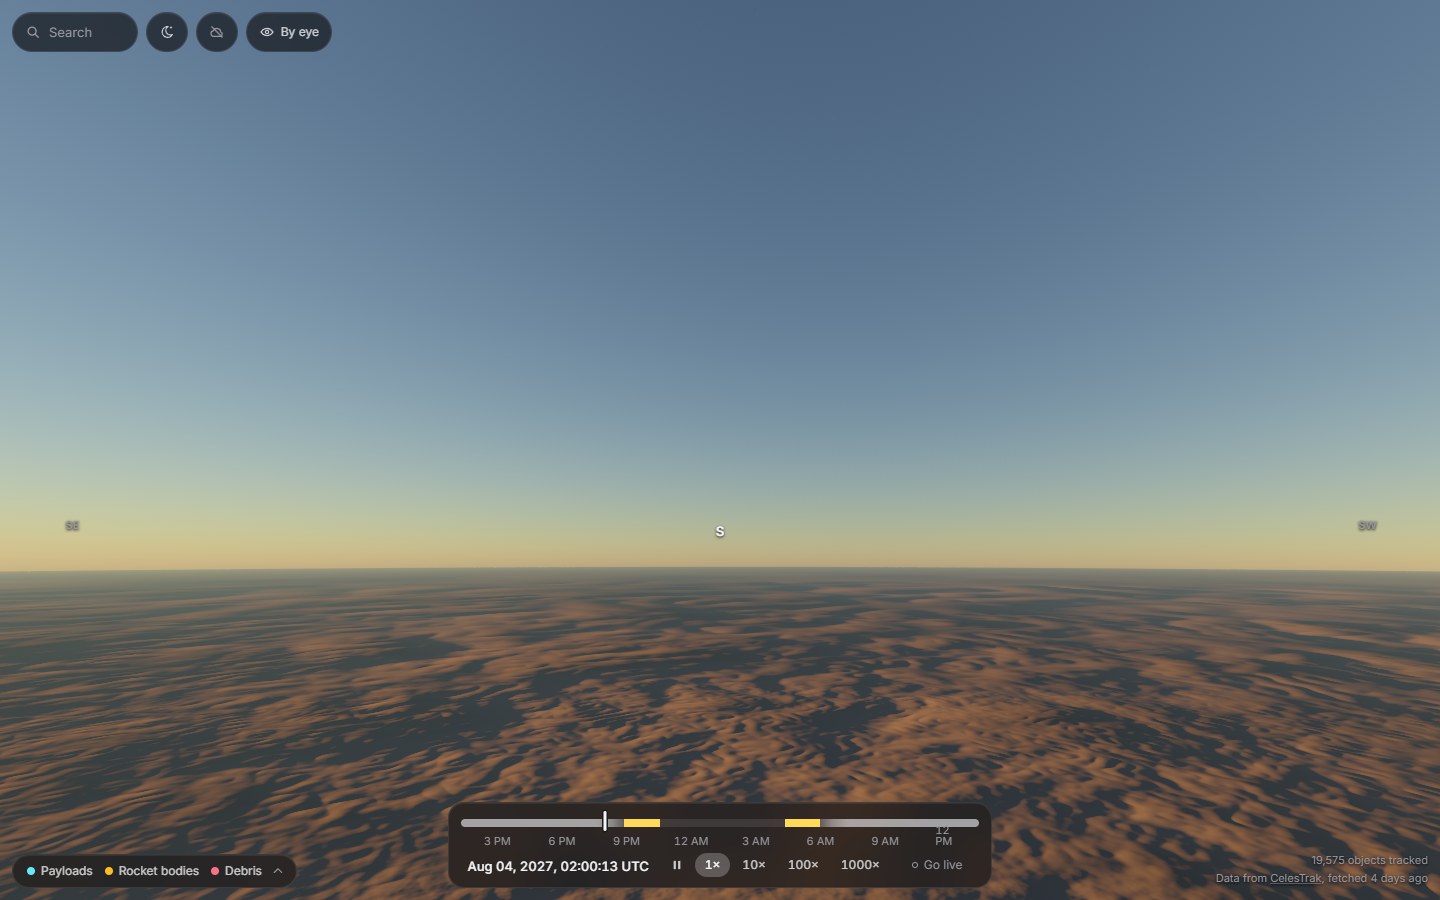 Search
By eye
SE
S
SW
3 PM 6 PM 9 PM 12 AM 3 AM 6 AM 9 AM 12 PM
Aug 04, 2027, 02:00:13 UTC 1× 10× 100× 1000× Go live
Payloads Rocket bodies Debris
19,575 objects tracked
Data from CelesTrak, fetched 4 days ago